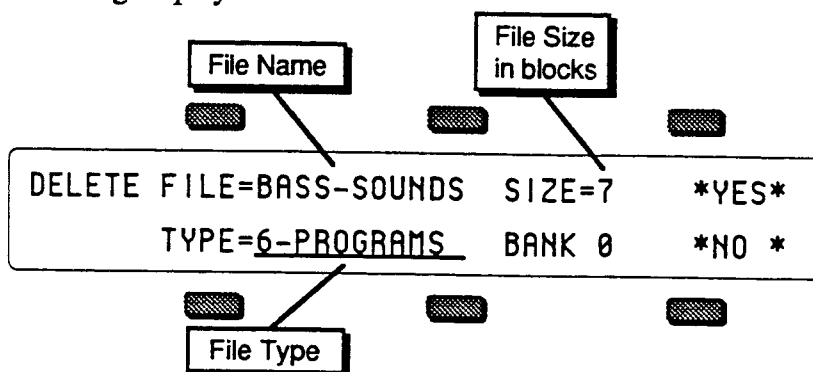 File Name
File Size
in blocks
DELETE FILE=BASS-SOUNDS SIZE=7 *YES*
TYPE=6-PROGRAMS BANK 0 *NO *
File Type